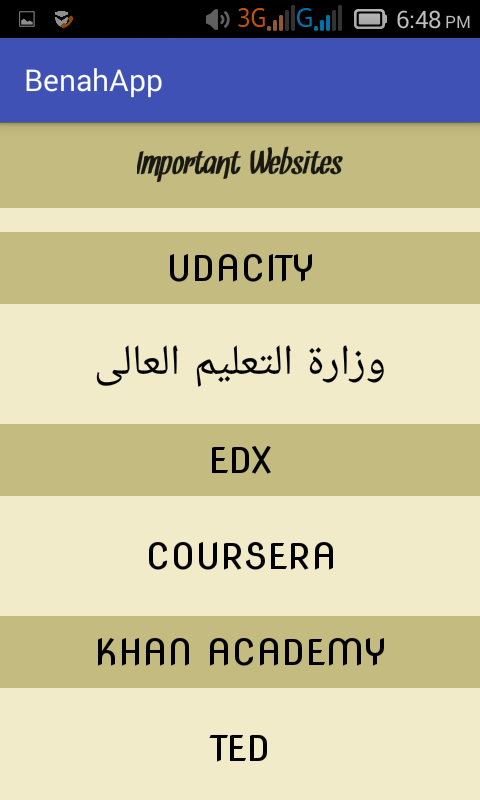 3G G 6:48 PM
BenahApp
Important Websites
UDACITY
وزارة التعليم العالى
EDX
COURSERA
KHAN ACADEMY
TED